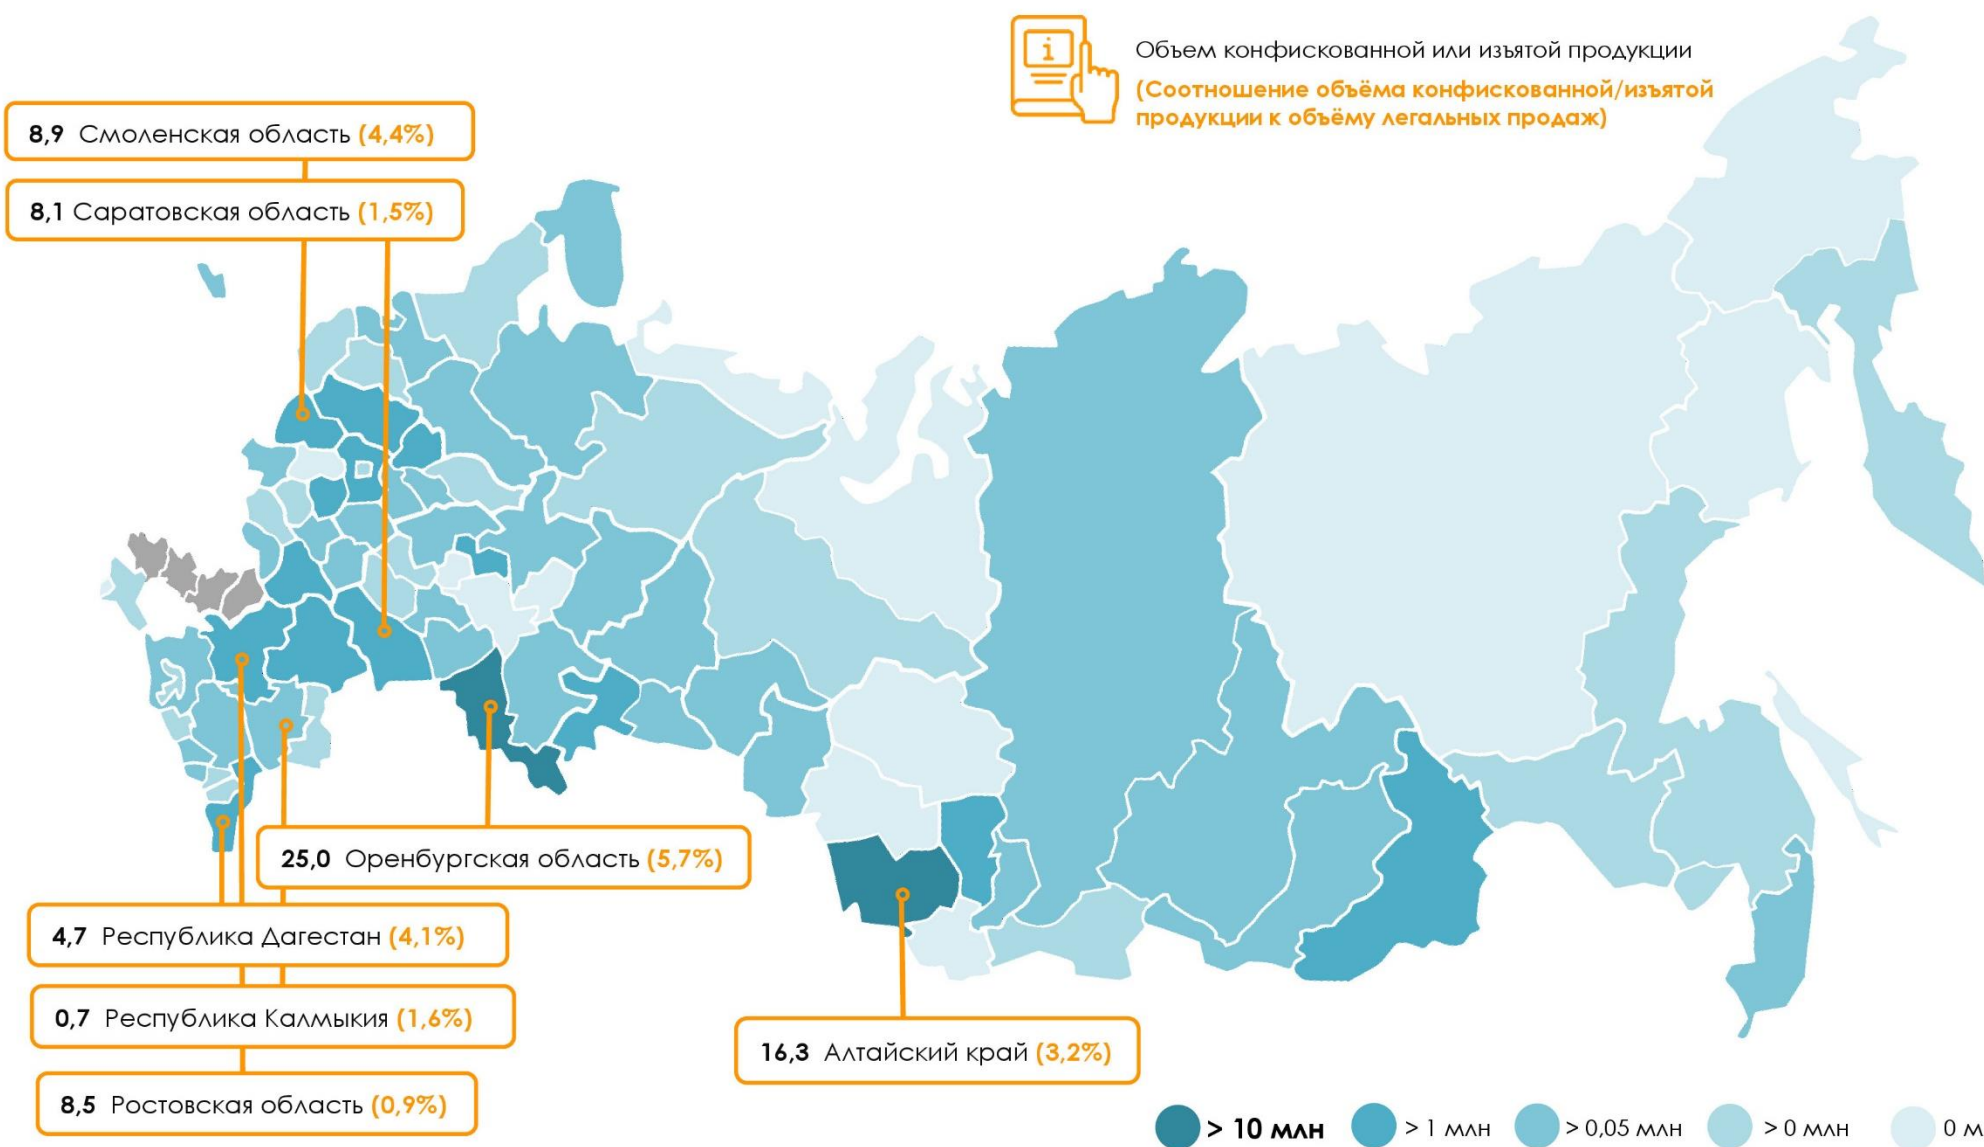 Объем конфискованной или изъятой продукции
(Соотношение объёма конфискованной/изъятой
продукции к объёму легальных продаж)
8,9 Смоленская область (4,4%)
8,1 Саратовская область (1,5%)
25,0 Оренбургская область (5,7%)
4,7 Республика Дагестан (4,1%)
0,7 Республика Калмыкия (1,6%)
16,3 Алтайский край (3,2%)
8,5 Ростовская область (0,9%)
> 10 млн
> 1 млн
> 0,05 млн
> 0 млн
0 м